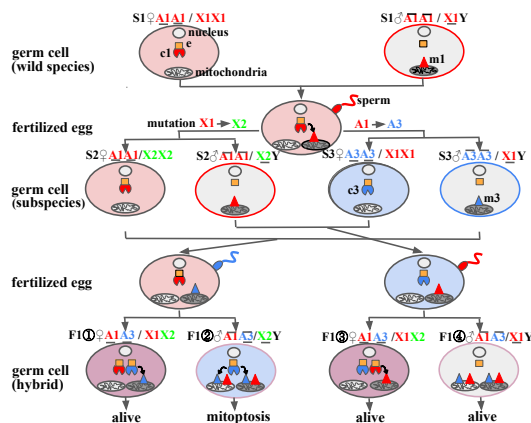 S1♀A1A1 / X1X1
S1♂A1A1 / X1Y
nucleus
e
c1
mitochondria
m1
germ cell
(wild species)
sperm
mutation X1 → X2
A1 → A3
fertilized egg
S2♀A1A1/X2X2
S2♂A1A1/X2Y
S3♀A3A3 / X1X1
S3♂A3A3 / X1Y
germ cell
(subspecies)
c3
m3
fertilized egg
F1①♀A1A3 / X1X2
F1②♂A1A3/X2Y
F1③♀A1A3 /X1X2
F1④♂A1A3/X1Y
germ cell
(hybrid)
alive
mitoptosis
alive
alive